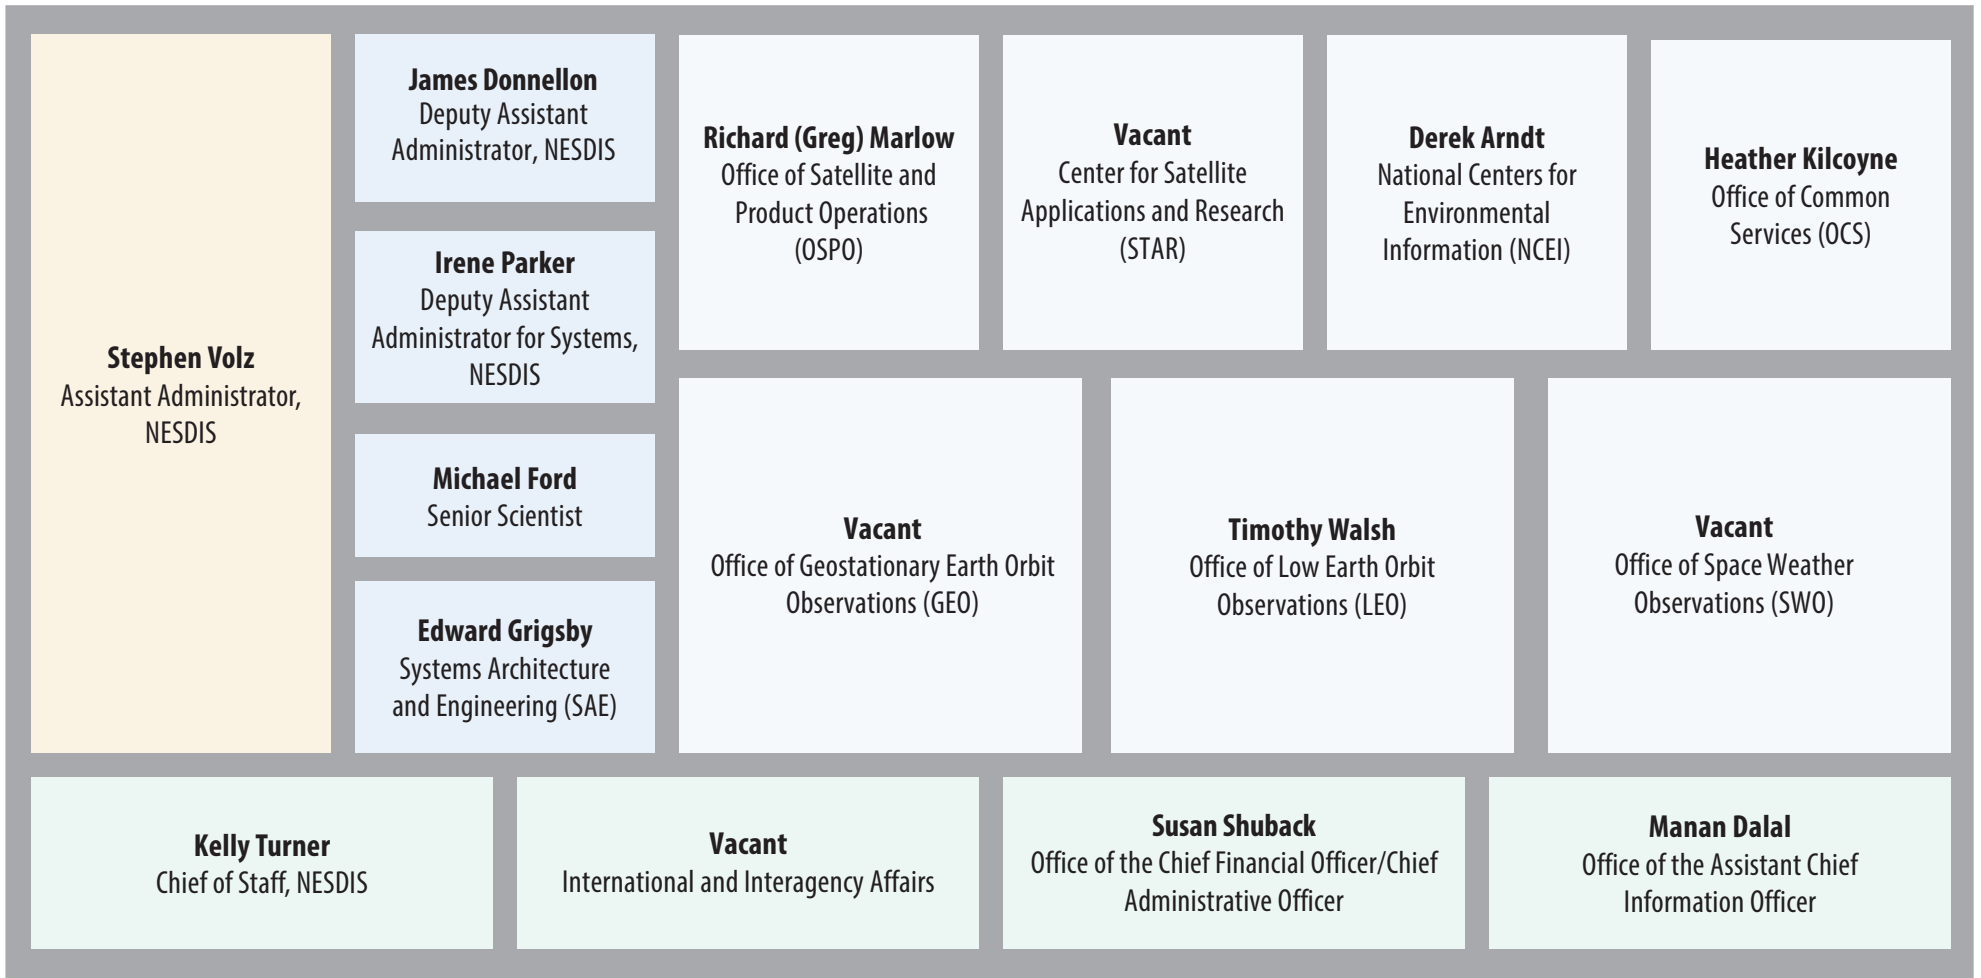 Stephen Volz
Assistant Administrator,
NESDIS
James Donnellon
Deputy Assistant
Administrator, NESDIS
Irene Parker
Deputy Assistant
Administrator for Systems,
NESDIS
Michael Ford
Senior Scientist
Edward Grigsby
Systems Architecture
and Engineering (SAE)
Richard (Greg) Marlow
Office of Satellite and
Product Operations
(OSPO)
Vacant
Center for Satellite
Applications and Research
(STAR)
Derek Arndt
National Centers for
Environmental
Information (NCEI)
Heather Kilcoyne
Office of Common
Services (OCS)
Vacant
Office of Geostationary Earth Orbit
Observations (GEO)
Timothy Walsh
Office of Low Earth Orbit
Observations (LEO)
Vacant
Office of Space Weather
Observations (SWO)
Kelly Turner
Chief of Staff, NESDIS
Vacant
International and Interagency Affairs
Susan Shuback
Office of the Chief Financial Officer/Chief
Administrative Officer
Manan Dalal
Office of the Assistant Chief
Information Officer